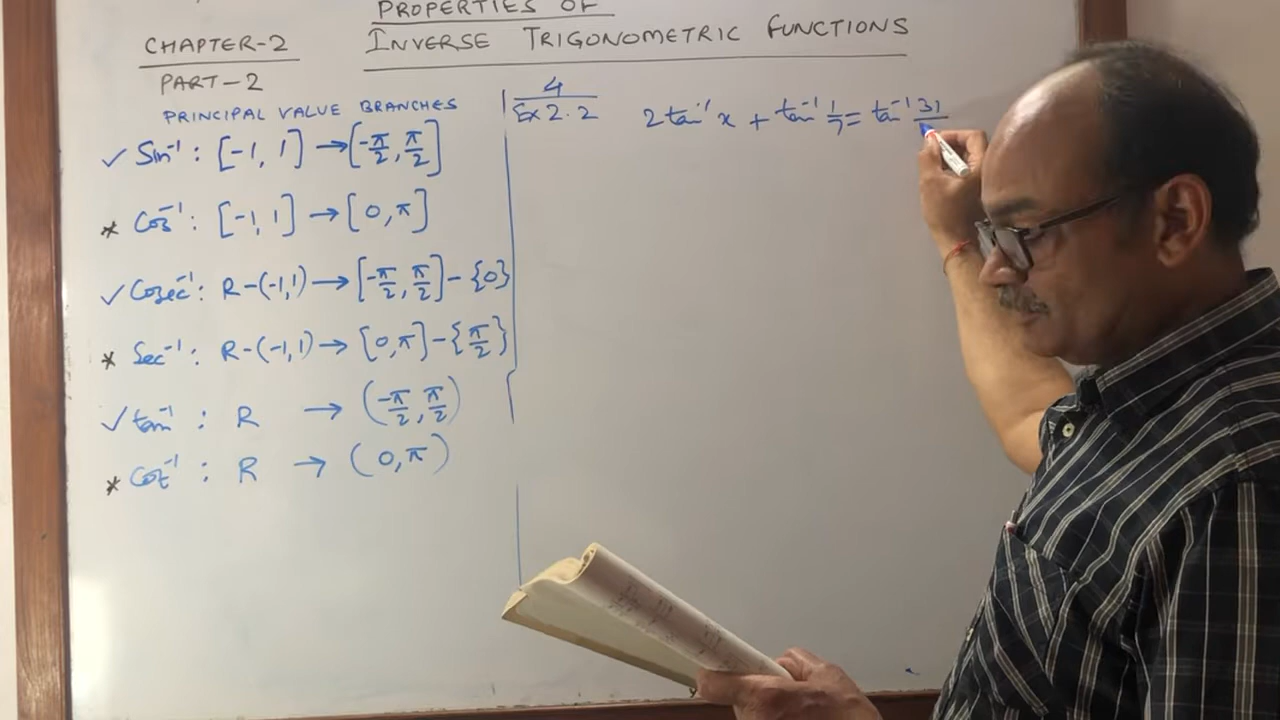 PROPERTIES OF
INVERSE TRIGONOMETRIC FUNCTIONS
CHAPTER-2
PART-2
PRINCIPAL VALUE BRANCHES
✓ Sin⁻¹ : [-1, 1] → [-π/2, π/2]
* Cos⁻¹ : [-1, 1] → [0, π]
✓ Cosec⁻¹ : R-(-1,1) → [-π/2, π/2] - {0}
* Sec⁻¹ : R-(-1,1) → [0, π] - {π/2}
✓ tan⁻¹ : R → (-π/2, π/2)
* Cot⁻¹ : R → (0, π)
4
Ex 2.2
2 tan⁻¹ x + tan⁻¹ 1/7 = tan⁻¹ 31/